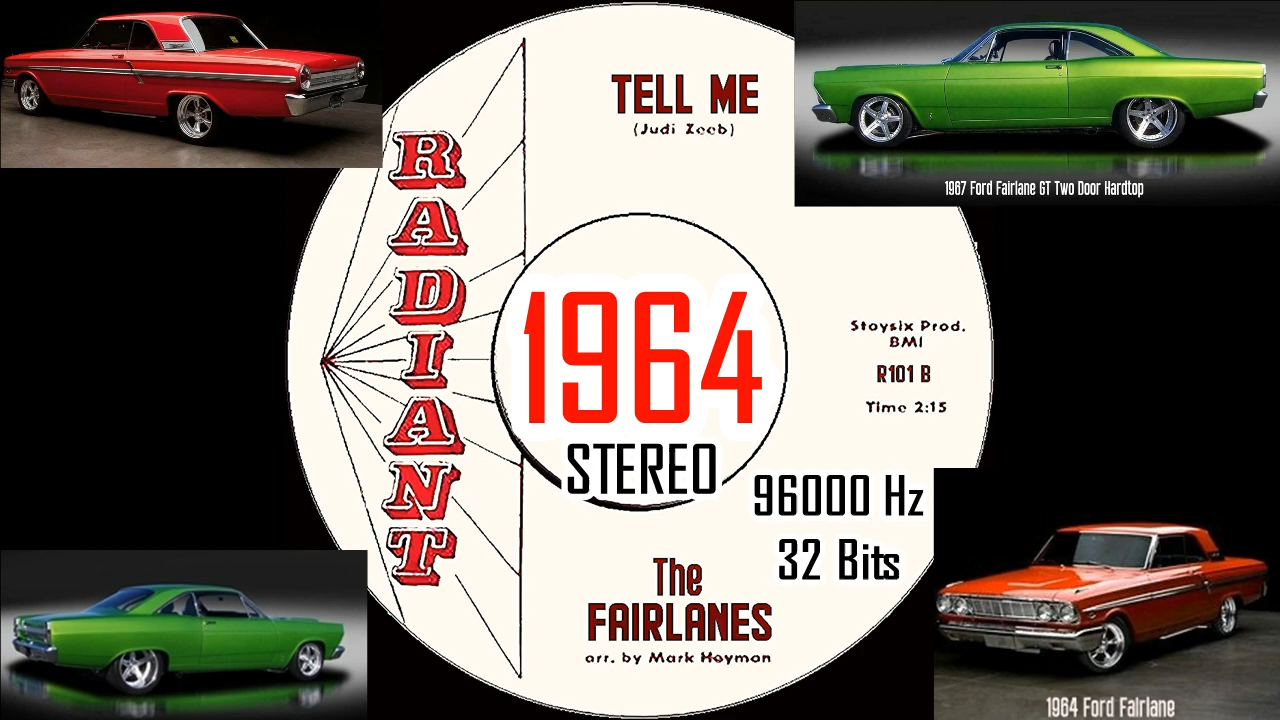 TELL ME
(Judi Zeeb)
1967 Ford Fairlane GT Two Door Hardtop
RADIANT
1964
STEREO
Staysix Prod.
BMI
R101 B
Time 2:15
96000 Hz
32 Bits
The
FAIRLANES
arr. by Mark Heyman
1964 Ford Fairlane